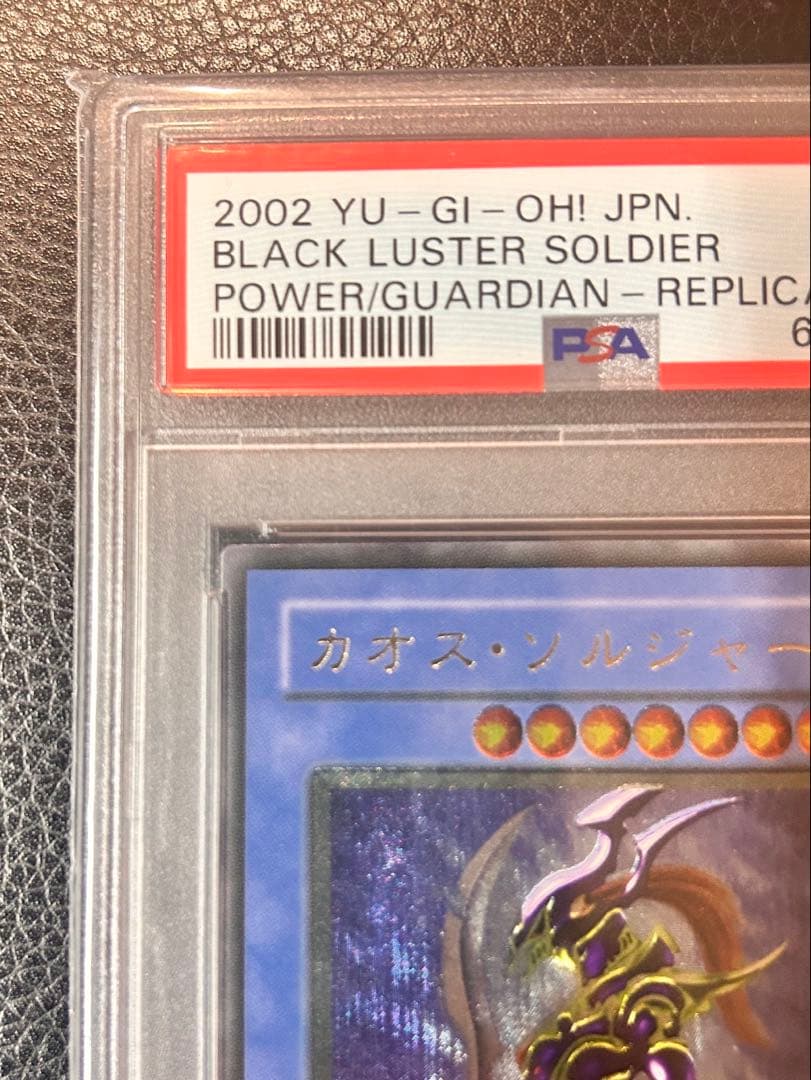 2002 YU-GI-OH! JPN.
BLACK LUSTER SOLDIER
POWER/GUARDIAN-REPLICA
PSA
6
カオス・ソルジャー